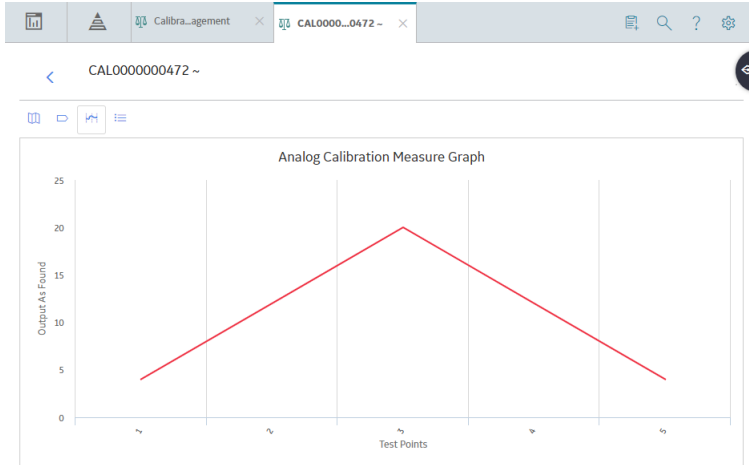 Calibra...agement
CAL0000...0472 ~
CAL0000000472 ~
Analog Calibration Measure Graph
25
20
15
10
5
0
Output As Found
1 2 3 4 5
Test Points